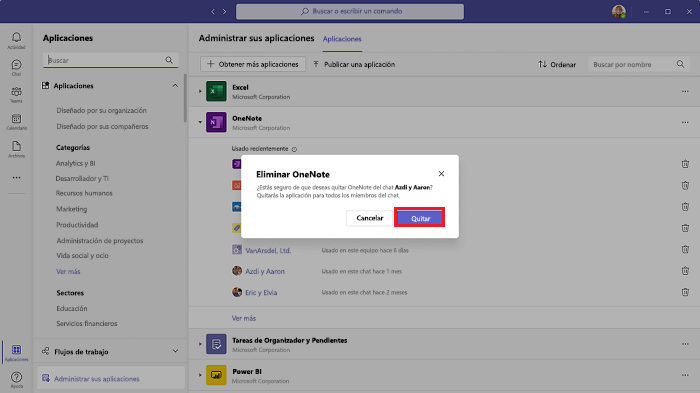 Buscar o escribir un comando
Actividad
Chat
Teams
Calendario
Archivos
Aplicaciones
Ayuda
Aplicaciones
Buscar
Aplicaciones
Diseñado por su organización
Diseñado por sus compañeros
Categorías
Analytics y BI
Desarrollador y TI
Recursos humanos
Marketing
Productividad
Administración de proyectos
Vida social y ocio
Ver más
Sectores
Educación
Servicios financieros
Flujos de trabajo
Administrar sus aplicaciones
Administrar sus aplicaciones Aplicaciones
+ Obtener más aplicaciones Publicar una aplicación Ordenar Buscar por nombre
Excel
Microsoft Corporation
OneNote
Microsoft Corporation
Usado recientemente
Eliminar OneNote
¿Estás seguro de que deseas quitar OneNote del chat Azdi y Aaron?
Quitarás la aplicación para todos los miembros del chat.
Cancelar Quitar
VanArsdel, Ltd. Usado en este equipo hace 6 días
Azdi y Aaron Usado en este chat hace 1 mes
Eric y Elvia Usado en este chat hace 2 meses
Ver más
Tareas de Organizador y Pendientes
Microsoft Corporation
Power BI
Microsoft Corporation